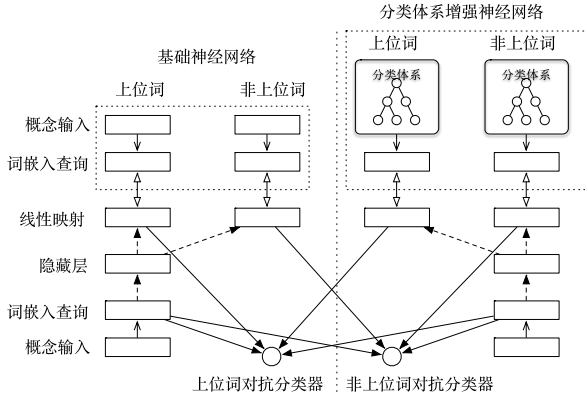 分类体系增强神经网络
基础神经网络
上位词
非上位词
上位词
非上位词
分类体系
分类体系
概念输入
词嵌入查询
线性映射
隐藏层
词嵌入查询
概念输入
上位词对抗分类器
非上位词对抗分类器